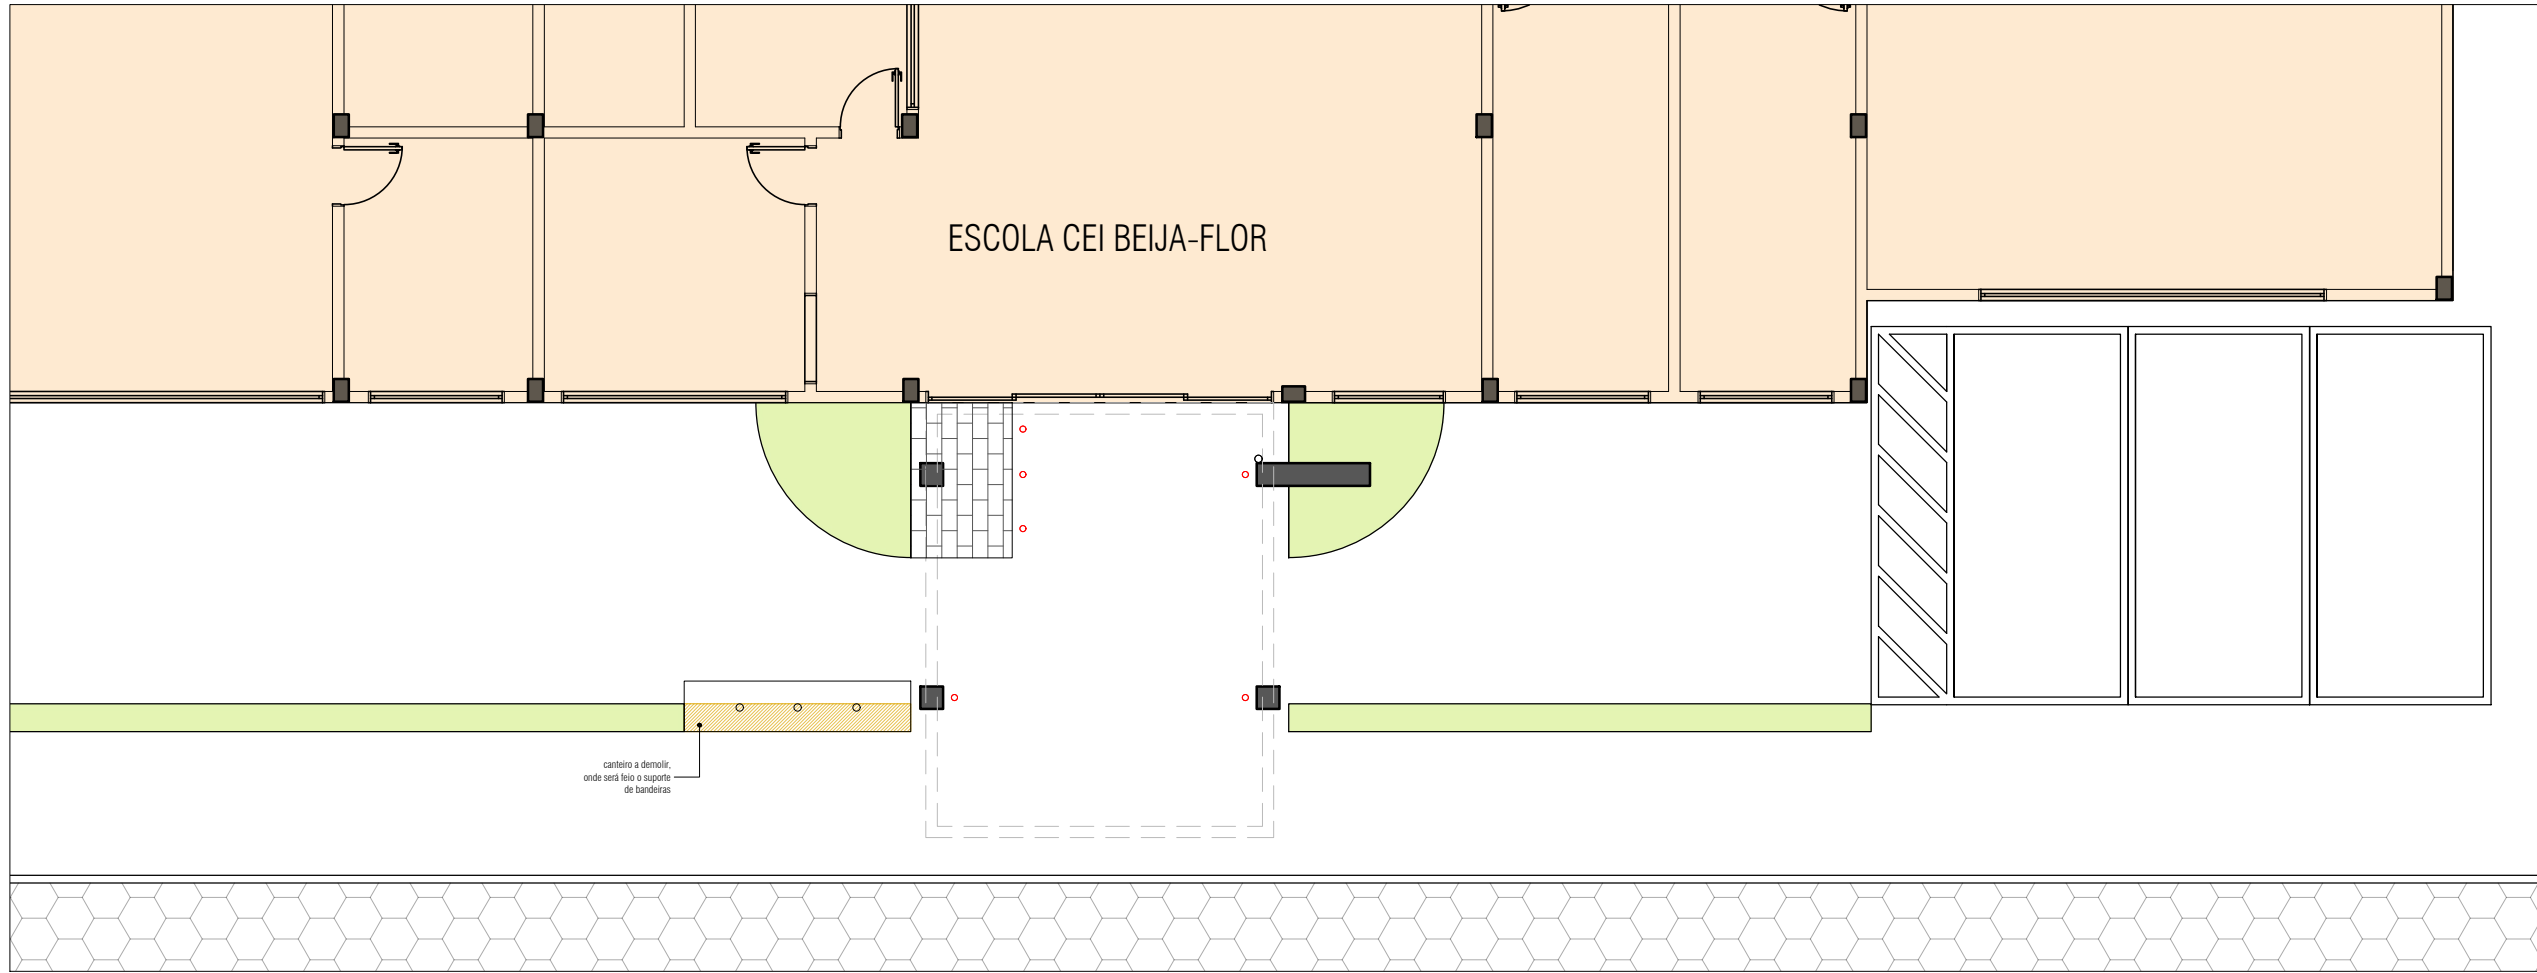 ESCOLA CEI BEIJA-FLOR
canteiro a demolir,
onde será feio o suporte
de bandeiras